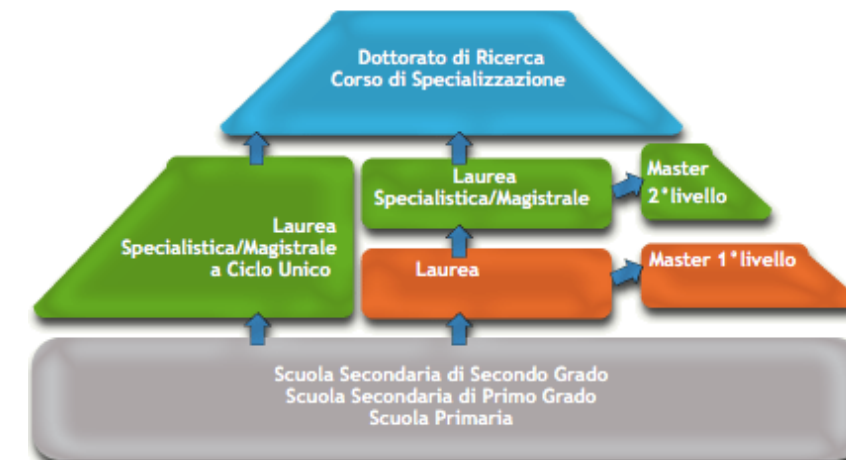 Dottorato di Ricerca
Corso di Specializzazione
Laurea
Specialistica/Magistrale
a Ciclo Unico
Laurea
Specialistica/Magistrale
Master
2°livello
Laurea
Master 1°livello
Scuola Secondaria di Secondo Grado
Scuola Secondaria di Primo Grado
Scuola Primaria